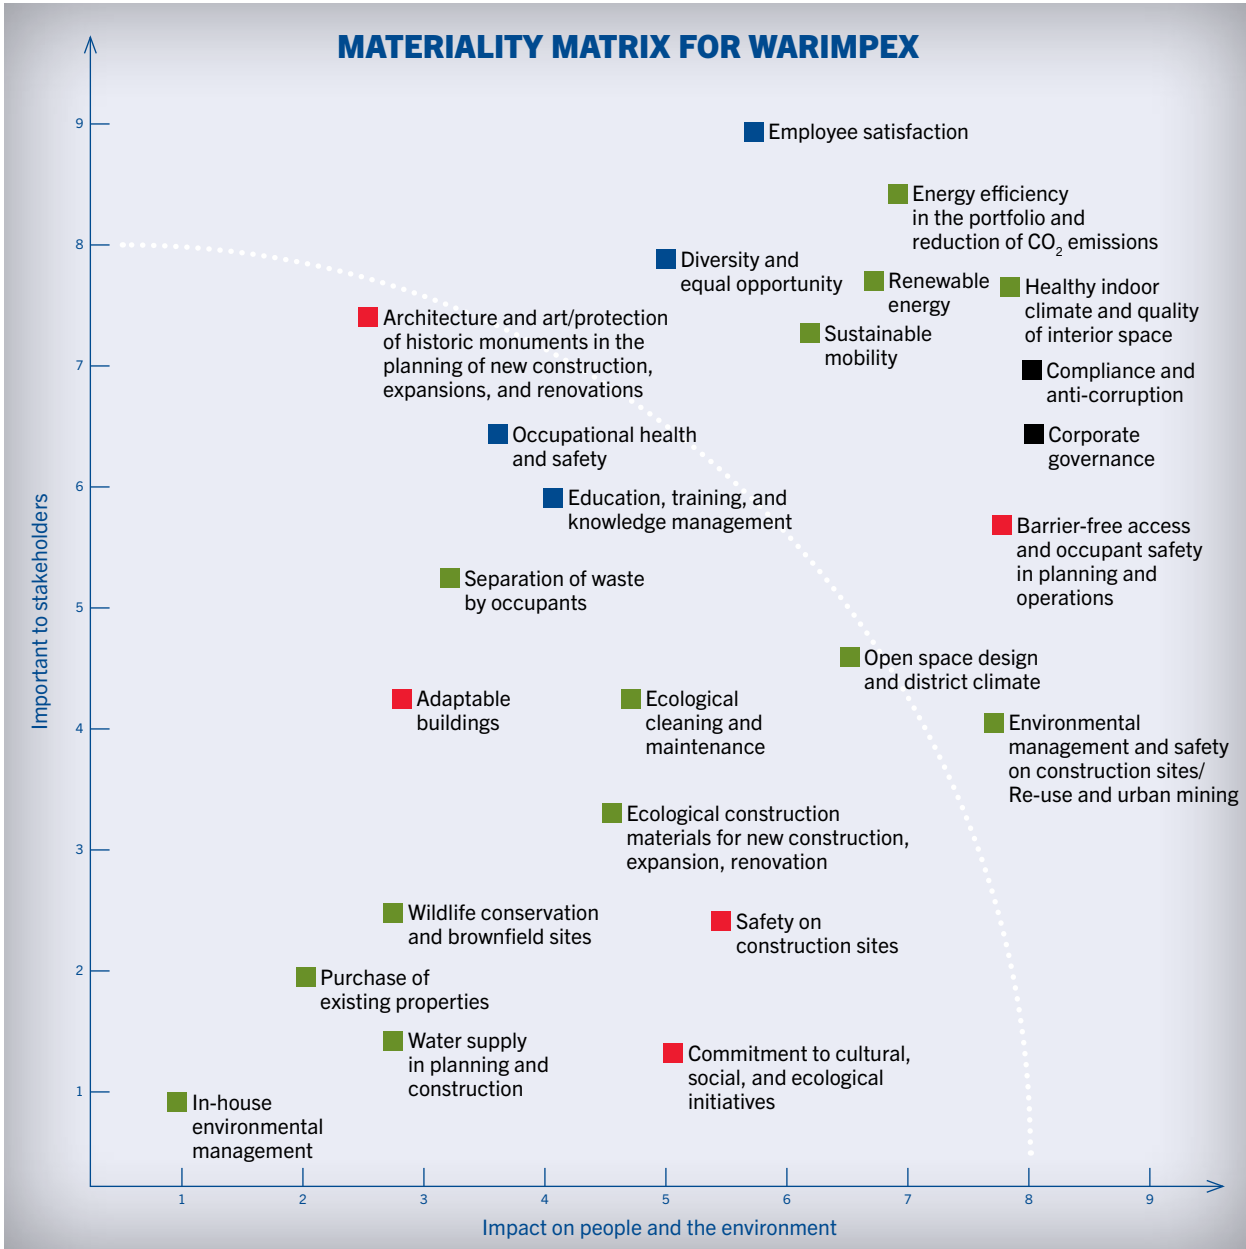 MATERIALITY MATRIX FOR WARIMPEX
9
Employee satisfaction
Energy efficiency
in the portfolio and
reduction of CO₂ emissions
8
Diversity and
equal opportunity
Renewable
energy
Healthy indoor
climate and quality
of interior space
Architecture and art/protection
of historic monuments in the
planning of new construction,
expansions, and renovations
Sustainable
mobility
7
Compliance and
anti-corruption
Occupational health
and safety
Corporate
governance
6
Education, training, and
knowledge management
Barrier-free access
and occupant safety
in planning and
operations
Separation of waste
by occupants
5
Important to stakeholders
Open space design
and district climate
Adaptable
buildings
Ecological
cleaning and
maintenance
4
Environmental
management and safety
on construction sites/
Re-use and urban mining
Ecological construction
materials for new construction,
expansion, renovation
3
Wildlife conservation
and brownfield sites
Safety on
construction sites
2
Purchase of
existing properties
Water supply
in planning and
construction
Commitment to cultural,
social, and ecological
initiatives
1
In-house
environmental
management
1 2 3 4 5 6 7 8 9
Impact on people and the environment